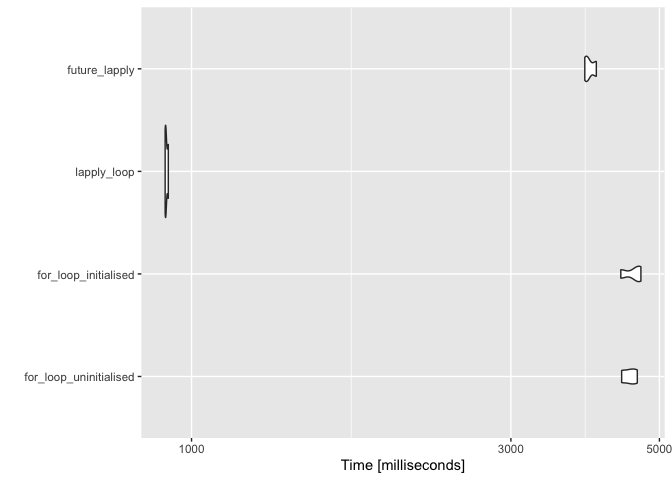 future_lapply
lapply_loop
for_loop_initialised
for_loop_uninitialised
1000 3000 5000
Time [milliseconds]